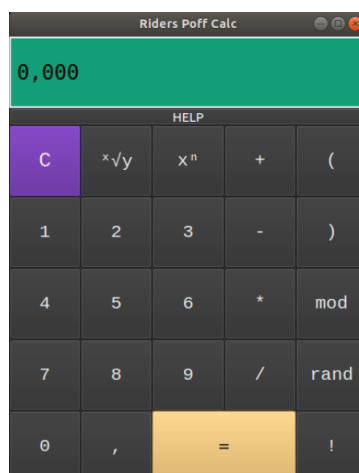 Riders Poff Calc
0,000
HELP
C ˣ√y xⁿ + (
1 2 3 - )
4 5 6 * mod
7 8 9 / rand
0 , = !